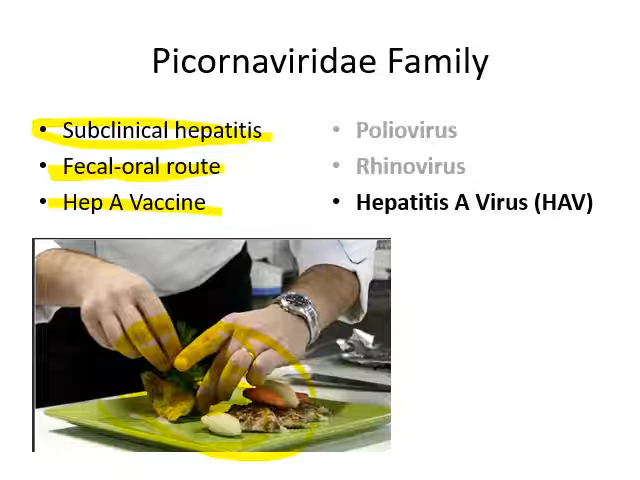 Picornaviridae Family
• Subclinical hepatitis
• Fecal-oral route
• Hep A Vaccine
• Poliovirus
• Rhinovirus
• Hepatitis A Virus (HAV)